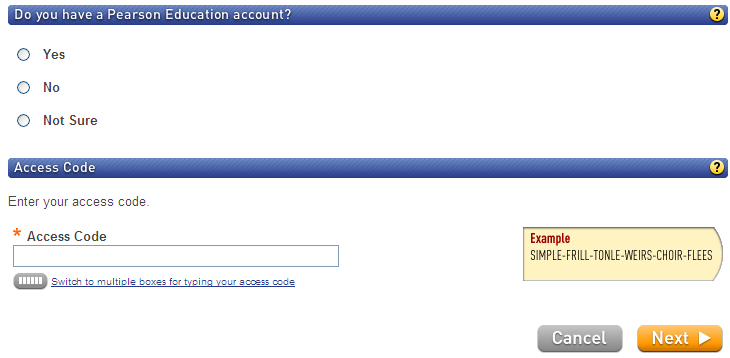 Do you have a Pearson Education account?
?
Yes
No
Not Sure
Access Code
?
Enter your access code.
* Access Code
Example
SIMPLE-FRILL-TONLE-WEIRS-CHOIR-FLEES
Switch to multiple boxes for typing your access code
Cancel
Next